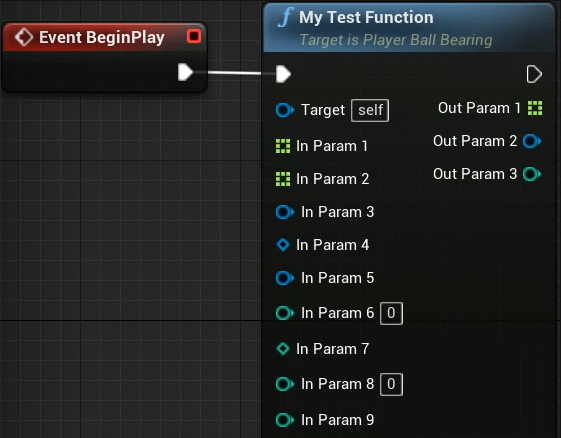 Event BeginPlay
My Test Function
Target is Player Ball Bearing
Target self
Out Param 1
In Param 1
Out Param 2
In Param 2
Out Param 3
In Param 3
In Param 4
In Param 5
In Param 6 0
In Param 7
In Param 8 0
In Param 9